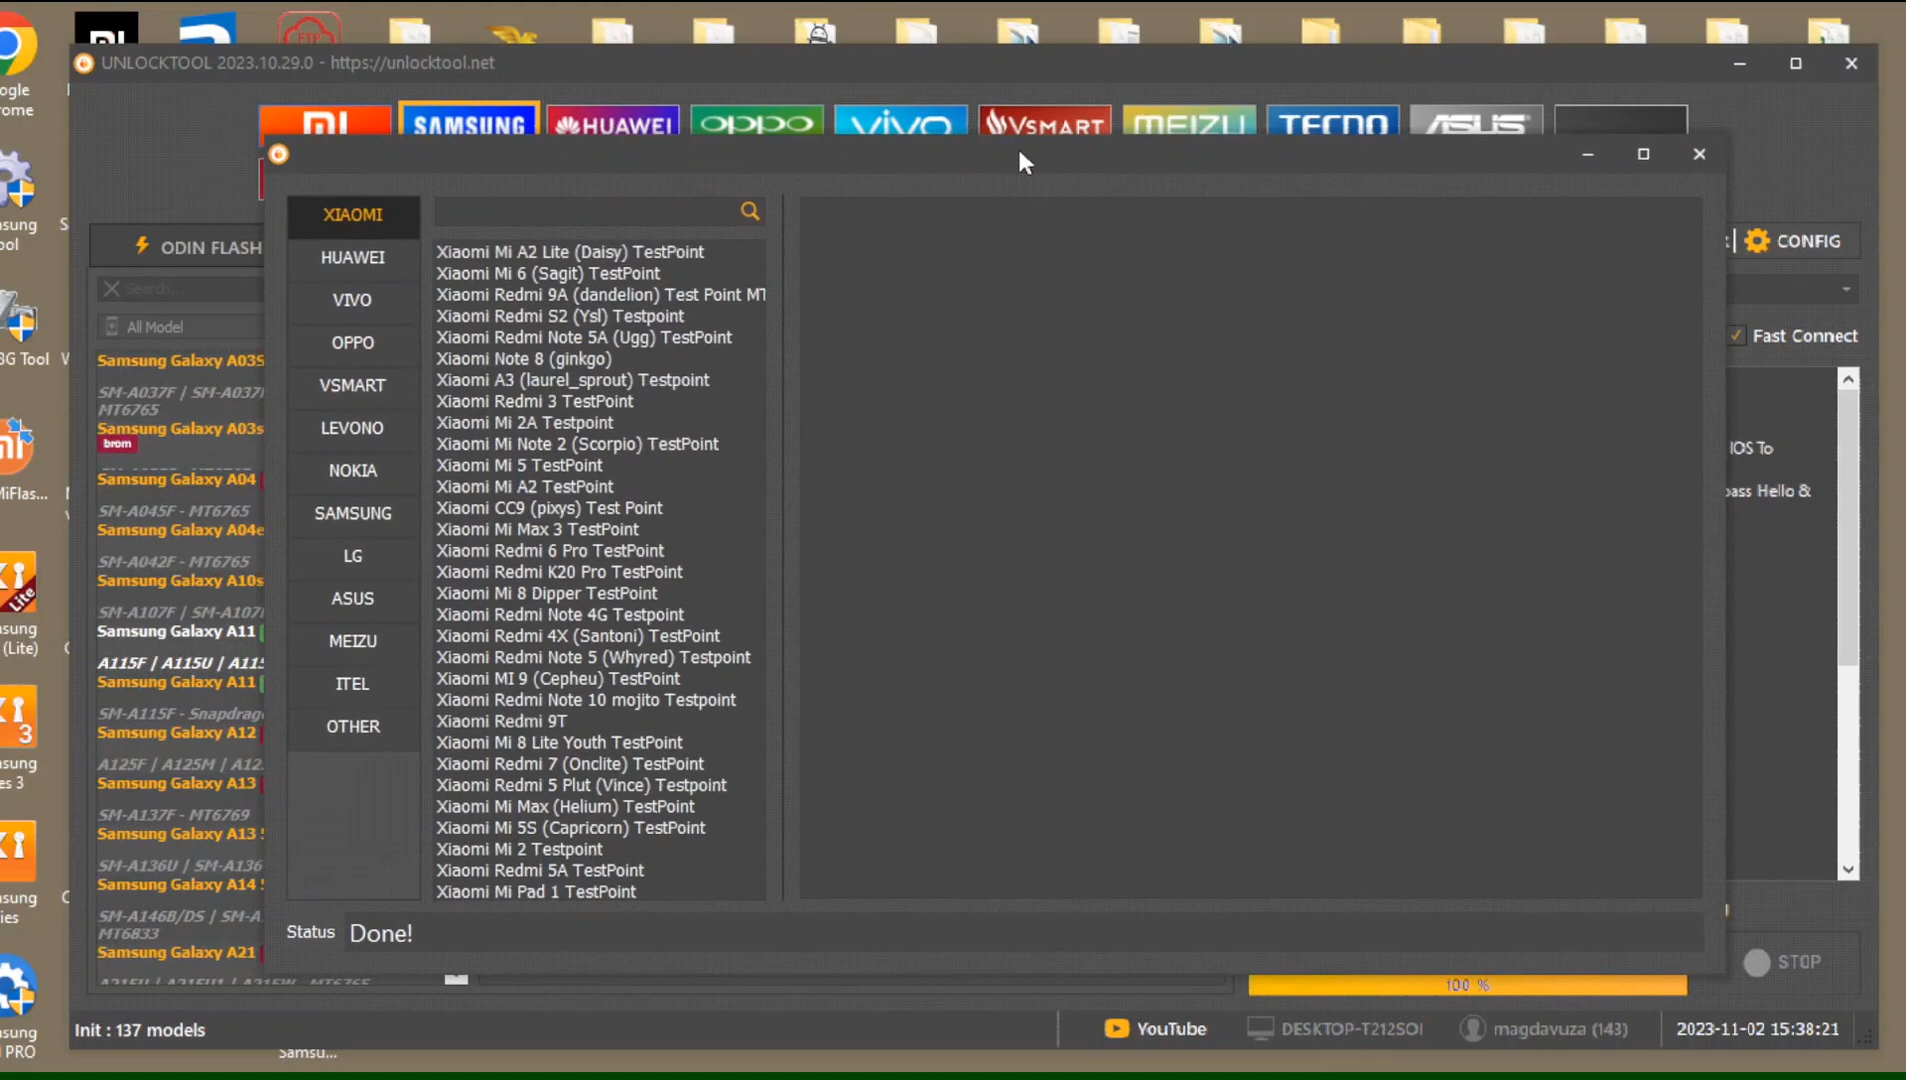 UNLOCKTOOL 2023.10.29.0 - https://unlocktool.net
SAMSUNG
HUAWEI
oppo
vivo
VSMART
MEIZU
TECNO
ASUS
ODIN FLASH
CONFIG
Search...
All Model
Fast Connect
Samsung Galaxy A03S
SM-A037F | SM-A037
MT6765
Samsung Galaxy A03s
brom
Samsung Galaxy A04
SM-A045F - MT6765
Samsung Galaxy A04e
SM-A042F - MT6765
Samsung Galaxy A10s
SM-A107F | SM-A107
Samsung Galaxy A11
A115F | A115U | A115
Samsung Galaxy A11
SM-A115F - Snapdrag
Samsung Galaxy A12
A125F | A125M | A12
Samsung Galaxy A13
SM-A137F - MT6769
Samsung Galaxy A13
SM-A136U | SM-A136
Samsung Galaxy A14
SM-A146B/DS | SM-A
MT6833
Samsung Galaxy A21
XIAOMI
HUAWEI
VIVO
OPPO
VSMART
LEVONO
NOKIA
SAMSUNG
LG
ASUS
MEIZU
ITEL
OTHER
Xiaomi Mi A2 Lite (Daisy) TestPoint
Xiaomi Mi 6 (Sagit) TestPoint
Xiaomi Redmi 9A (dandelion) Test Point MT
Xiaomi Redmi S2 (Ysl) Testpoint
Xiaomi Redmi Note 5A (Ugg) TestPoint
Xiaomi Note 8 (ginkgo)
Xiaomi A3 (laurel_sprout) Testpoint
Xiaomi Redmi 3 TestPoint
Xiaomi Mi 2A Testpoint
Xiaomi Mi Note 2 (Scorpio) TestPoint
Xiaomi Mi 5 TestPoint
Xiaomi Mi A2 TestPoint
Xiaomi CC9 (pixys) Test Point
Xiaomi Mi Max 3 TestPoint
Xiaomi Redmi 6 Pro TestPoint
Xiaomi Redmi K20 Pro TestPoint
Xiaomi Mi 8 Dipper TestPoint
Xiaomi Redmi Note 4G Testpoint
Xiaomi Redmi 4X (Santoni) TestPoint
Xiaomi Redmi Note 5 (Whyred) Testpoint
Xiaomi MI 9 (Cepheu) TestPoint
Xiaomi Redmi Note 10 mojito Testpoint
Xiaomi Redmi 9T
Xiaomi Mi 8 Lite Youth TestPoint
Xiaomi Redmi 7 (Onclite) TestPoint
Xiaomi Redmi 5 Plut (Vince) Testpoint
Xiaomi Mi Max (Helium) TestPoint
Xiaomi Mi 5S (Capricorn) TestPoint
Xiaomi Mi 2 Testpoint
Xiaomi Redmi 5A TestPoint
Xiaomi Mi Pad 1 TestPoint
Status Done!
IOS To
pass Hello &
STOP
100 %
Init : 137 models
YouTube
DESKTOP-T212SOI
magdavuza (143)
2023-11-02 15:38:21
Samsu...